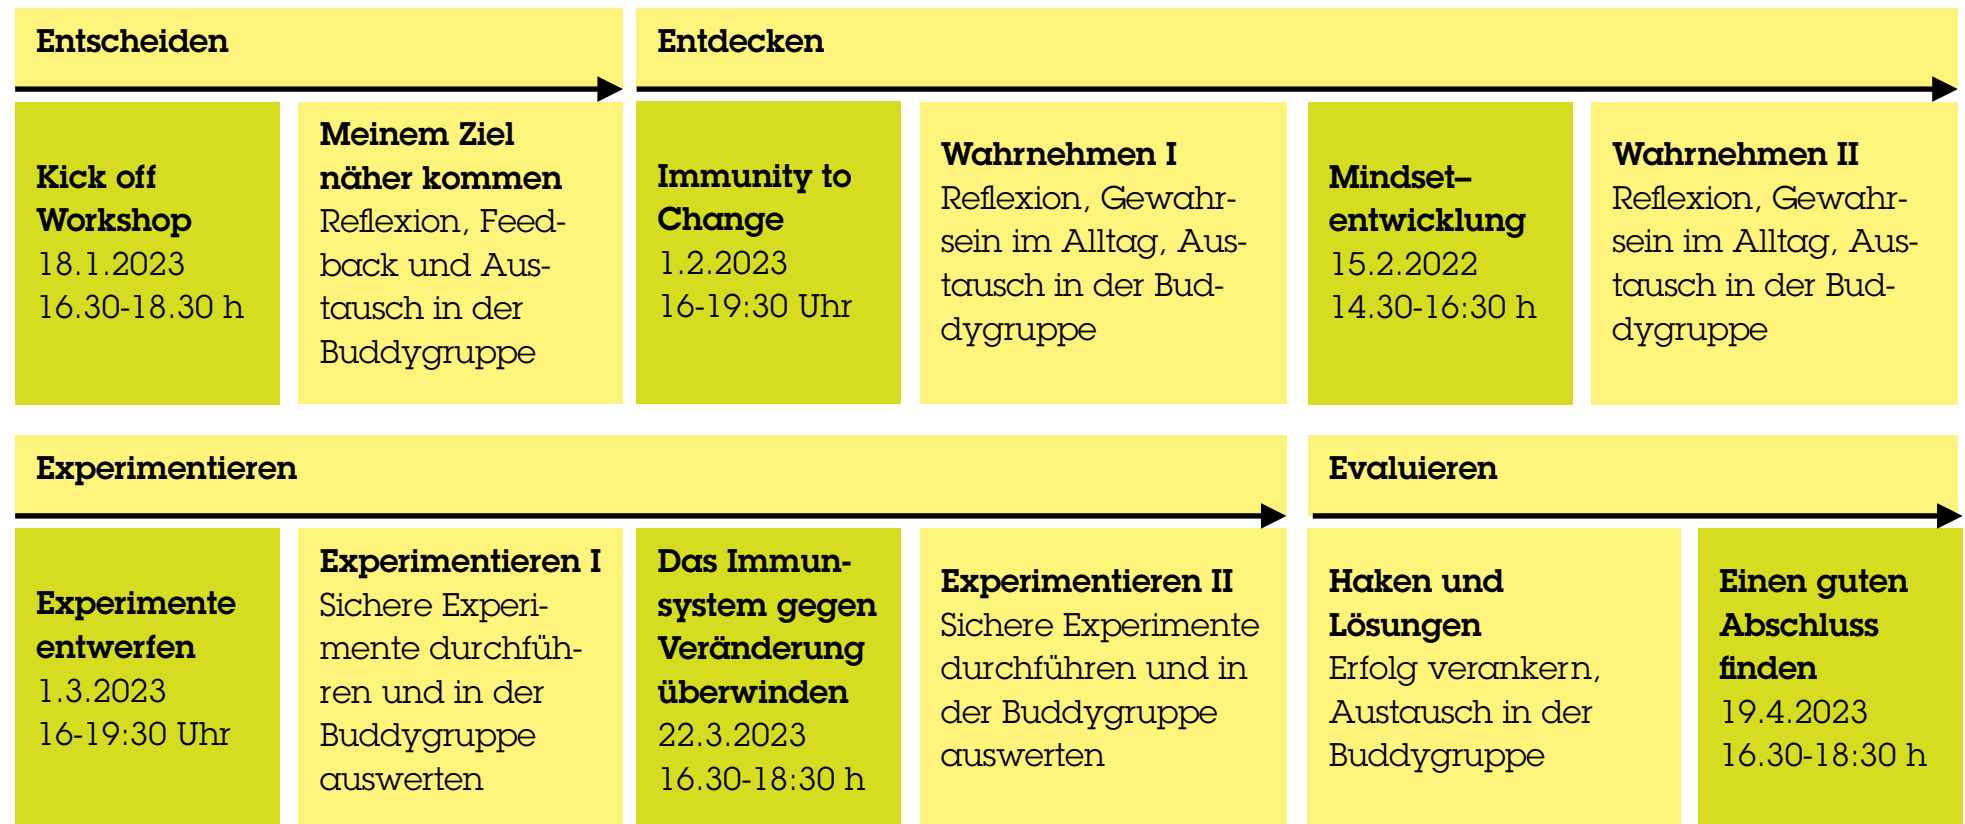 Entscheiden
Kick off
Workshop
18.1.2023
16.30-18.30 h
Meinem Ziel
näher kommen
Reflexion, Feed-
back und Aus-
tausch in der
Buddygruppe
Entdecken
Immunity to
Change
1.2.2023
16-19:30 Uhr
Wahrnehmen I
Reflexion, Gewahr-
sein im Alltag, Aus-
tausch in der Bud-
dygruppe
Mindset–
entwicklung
15.2.2022
14.30-16:30 h
Wahrnehmen II
Reflexion, Gewahr-
sein im Alltag, Aus-
tausch in der Bud-
dygruppe
Experimentieren
Experimente
entwerfen
1.3.2023
16-19:30 Uhr
Experimentieren I
Sichere Experi-
mente durchfüh-
ren und in der
Buddygruppe
auswerten
Das Immun-
system gegen
Veränderung
überwinden
22.3.2023
16.30-18:30 h
Experimentieren II
Sichere Experimente
durchführen und in
der Buddygruppe
auswerten
Evaluieren
Haken und
Lösungen
Erfolg verankern,
Austausch in der
Buddygruppe
Einen guten
Abschluss
finden
19.4.2023
16.30-18:30 h